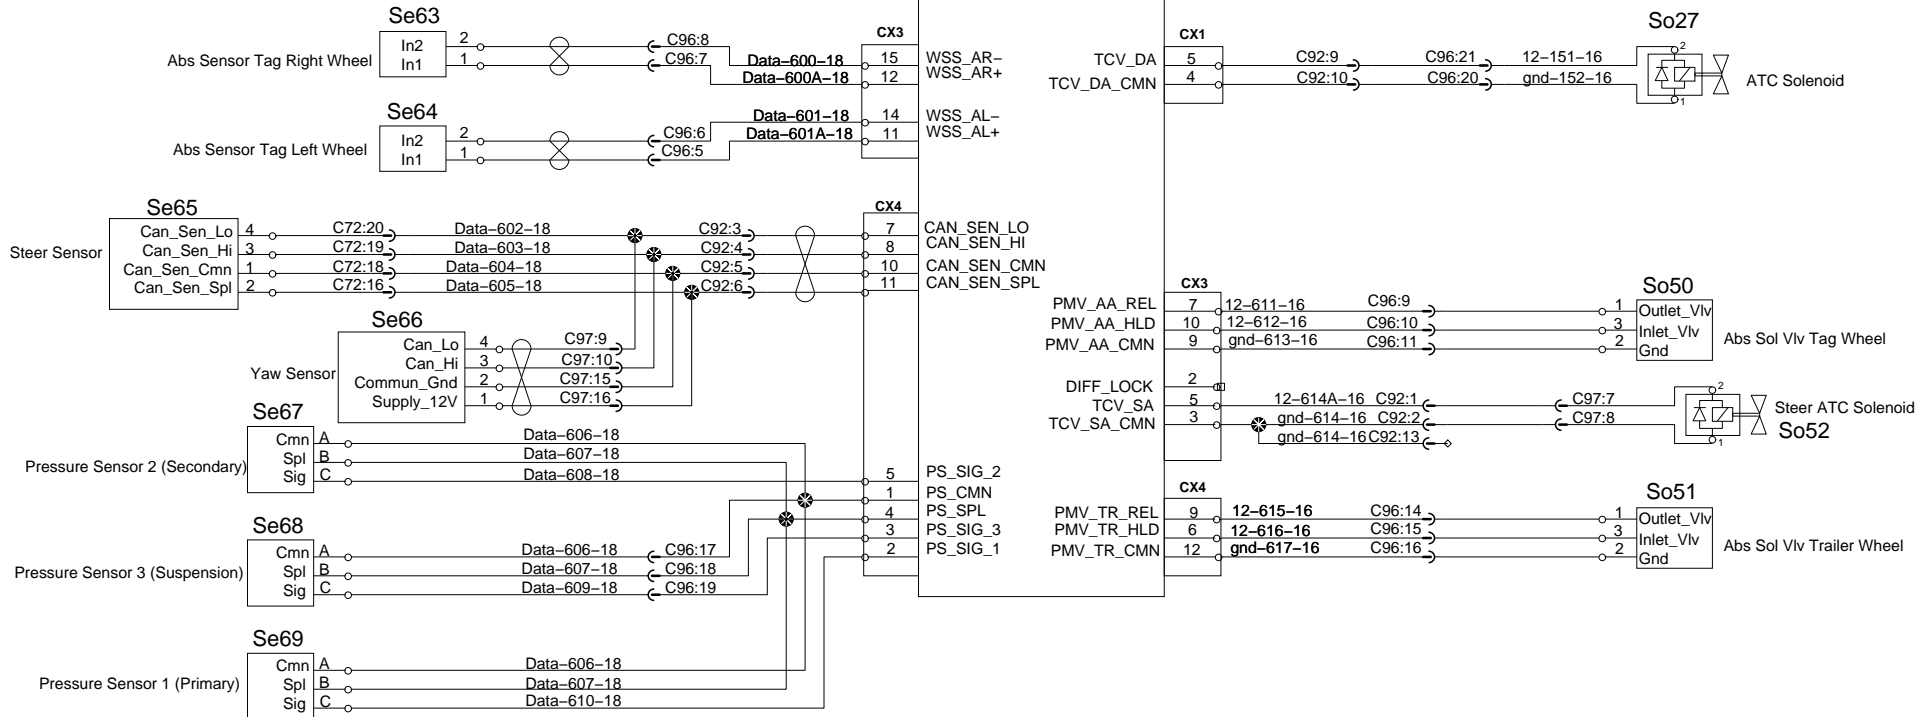 Se63
Abs Sensor Tag Right Wheel
In2 2 C96:8 Data-600-18 CX3 15 WSS_AR-
In1 1 C96:7 Data-600A-18 12 WSS_AR+
Se64
Abs Sensor Tag Left Wheel
In2 2 C96:6 Data-601-18 14 WSS_AL-
In1 1 C96:5 Data-601A-18 11 WSS_AL+
Se65
Steer Sensor
CX4
Can_Sen_Lo 4 C72:20 Data-602-18 C92:3 7 CAN_SEN_LO
Can_Sen_Hi 3 C72:19 Data-603-18 C92:4 8 CAN_SEN_HI
Can_Sen_Cmn 1 C72:18 Data-604-18 C92:5 10 CAN_SEN_CMN
Can_Sen_Spl 2 C72:16 Data-605-18 C92:6 11 CAN_SEN_SPL
Se66
Yaw Sensor
Can_Lo 4 C97:9
Can_Hi 3 C97:10
Commun_Gnd 2 C97:15
Supply_12V 1 C97:16
Se67
Pressure Sensor 2 (Secondary)
Cmn A Data-606-18
Spl B Data-607-18
Sig C Data-608-18
5 PS_SIG_2
1 PS_CMN
4 PS_SPL
3 PS_SIG_3
2 PS_SIG_1
Se68
Pressure Sensor 3 (Suspension)
Cmn A Data-606-18 C96:17
Spl B Data-607-18 C96:18
Sig C Data-609-18 C96:19
Se69
Pressure Sensor 1 (Primary)
Cmn A Data-606-18
Spl B Data-607-18
Sig C Data-610-18
CX1
TCV_DA 5 C92:9 C96:21 12-151-16 2
TCV_DA_CMN 4 C92:10 C96:20 gnd-152-16 1
So27
ATC Solenoid
CX3
PMV_AA_REL 7 12-611-16 C96:9 1 Outlet_Vlv
PMV_AA_HLD 10 12-612-16 C96:10 3 Inlet_Vlv
PMV_AA_CMN 9 gnd-613-16 C96:11 2 Gnd
So50
Abs Sol Vlv Tag Wheel
DIFF_LOCK 2
TCV_SA 5 12-614A-16 C92:1 C97:7 2
TCV_SA_CMN 3 gnd-614-16 C92:2 C97:8 1
gnd-614-16 C92:13
Steer ATC Solenoid
So52
CX4
PMV_TR_REL 9 12-615-16 C96:14 1 Outlet_Vlv
PMV_TR_HLD 6 12-616-16 C96:15 3 Inlet_Vlv
PMV_TR_CMN 12 gnd-617-16 C96:16 2 Gnd
So51
Abs Sol Vlv Trailer Wheel